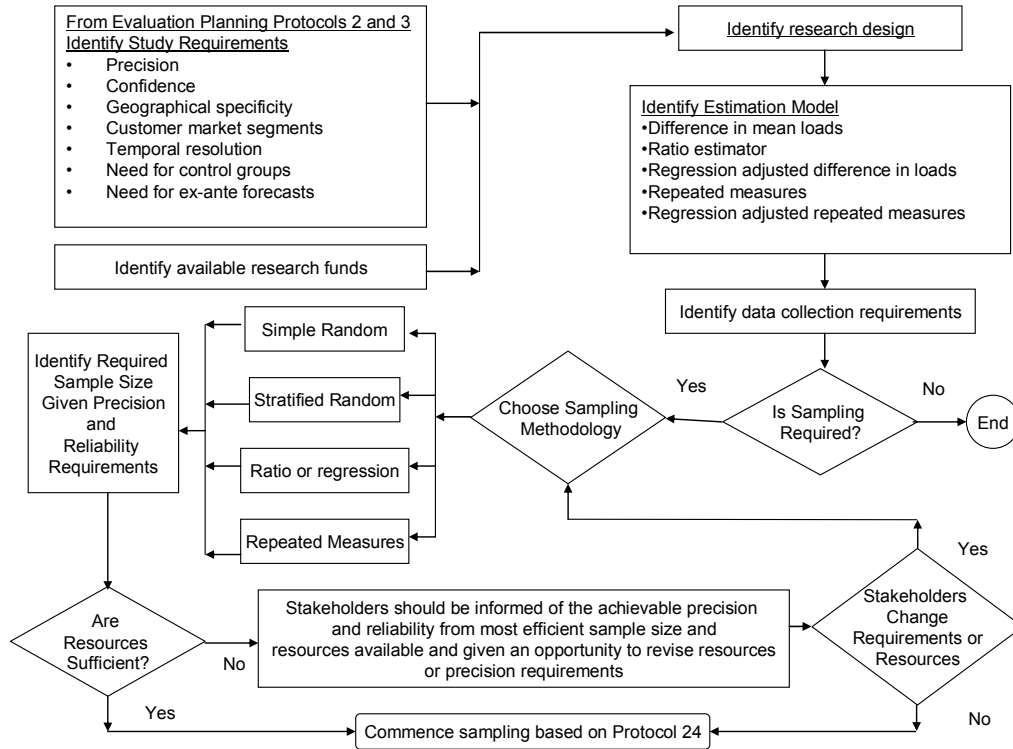 From Evaluation Planning Protocols 2 and 3
Identify Study Requirements
• Precision
• Confidence
• Geographical specificity
• Customer market segments
• Temporal resolution
• Need for control groups
• Need for ex-ante forecasts
Identify available research funds
Identify research design
Identify Estimation Model
•Difference in mean loads
•Ratio estimator
•Regression adjusted difference in loads
•Repeated measures
•Regression adjusted repeated measures
Identify data collection requirements
Is Sampling
Required?
No
End
Yes
Choose Sampling
Methodology
Simple Random
Stratified Random
Ratio or regression
Repeated Measures
Identify Required
Sample Size
Given Precision
and
Reliability
Requirements
Are
Resources
Sufficient?
No
Stakeholders should be informed of the achievable precision
and reliability from most efficient sample size and
resources available and given an opportunity to revise resources
or precision requirements
Stakeholders
Change
Requirements or
Resources
Yes
No
Yes
Commence sampling based on Protocol 24